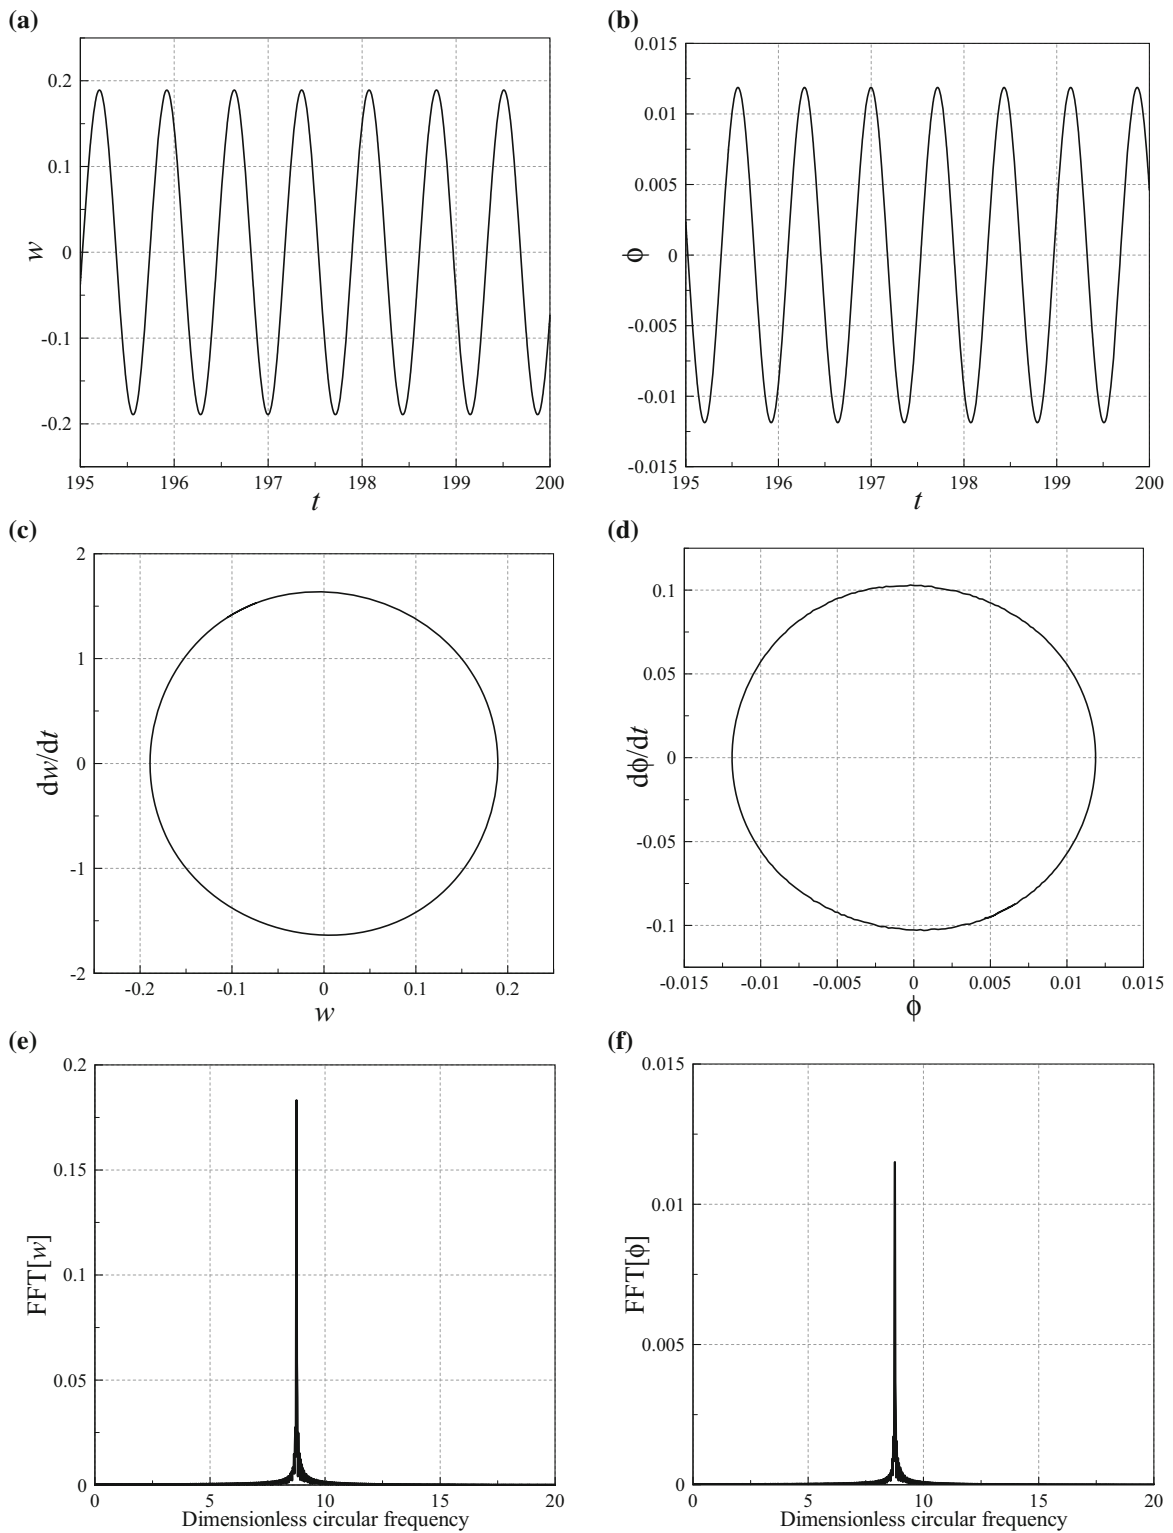 (a)
0.2
0.1
0
-0.1
-0.2
w
195 196 197 198 199 200
t
(b)
0.015
0.01
0.005
0
-0.005
-0.01
-0.015
ϕ
195 196 197 198 199 200
t
(c)
2
1
0
-1
-2
dw/dt
-0.2 -0.1 0 0.1 0.2
w
(d)
0.1
0.05
0
-0.05
-0.1
dϕ/dt
-0.015 -0.01 -0.005 0 0.005 0.01 0.015
ϕ
(e)
0.2
0.15
0.1
0.05
0
FFT[w]
0 5 10 15 20
Dimensionless circular frequency
(f)
0.015
0.01
0.005
0
FFT[ϕ]
0 5 10 15 20
Dimensionless circular frequency